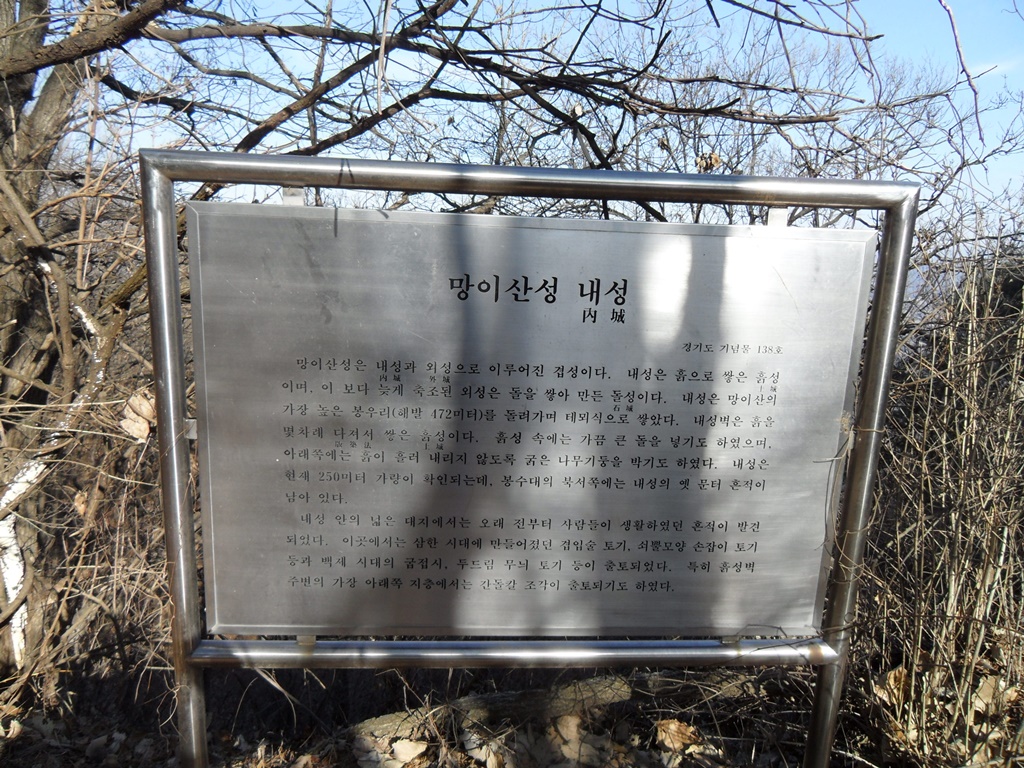 망이산성 내성
內 城
경기도 기념물 138호
망이산성은 내성과 외성으로 이루어진 겹성이다. 내성은 흙으로 쌓은 흙성
內城 外城 土城
이며, 이 보다 늦게 축조된 외성은 돌을 쌓아 만든 돌성이다. 내성은 망이산의
石城
가장 높은 봉우리(해발 472미터)를 돌려가며 테뫼식으로 쌓았다. 내성벽은 흙을
몇차례 다져서 쌓은 흙성이다. 흙성 속에는 가끔 큰 돌을 넣기도 하였으며,
版築法 土城
아래쪽에는 흙이 흘러 내리지 않도록 굵은 나무기둥을 박기도 하였다. 내성은
현재 250미터 가량이 확인되는데, 봉수대의 북서쪽에는 내성의 옛 문터 흔적이
남아 있다.
내성 안의 넓은 대지에서는 오래 전부터 사람들이 생활하였던 흔적이 발견
되었다. 이곳에서는 삼한 시대에 만들어졌던 겹입술 토기, 쇠뿔모양 손잡이 토기
등과 백제 시대의 굽접시, 두드림 무늬 토기 등이 출토되었다. 특히 흙성벽
주변의 가장 아래쪽 지층에서는 간돌칼 조각이 출토되기도 하였다.